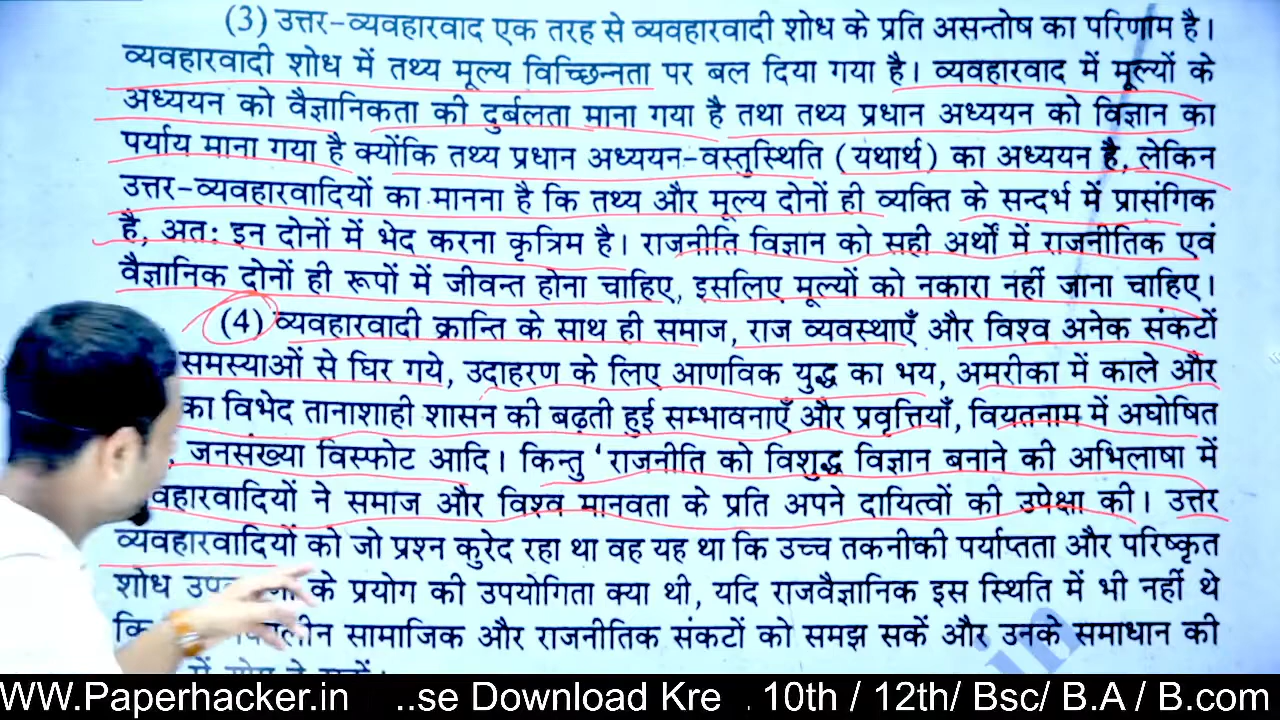 (3) उत्तर-व्यवहारवाद एक तरह से व्यवहारवादी शोध के प्रति असन्तोष का परिणाम है।
व्यवहारवादी शोध में तथ्य मूल्य विच्छिन्नता पर बल दिया गया है। व्यवहारवाद में मूल्यों के
अध्ययन को वैज्ञानिकता की दुर्बलता माना गया है तथा तथ्य प्रधान अध्ययन को विज्ञान का
पर्याय माना गया है क्योंकि तथ्य प्रधान अध्ययन-वस्तुस्थिति (यथार्थ) का अध्ययन है, लेकिन
उत्तर-व्यवहारवादियों का मानना है कि तथ्य और मूल्य दोनों ही व्यक्ति के सन्दर्भ में प्रासंगिक
है, अत: इन दोनों में भेद करना कृत्रिम है। राजनीति विज्ञान को सही अर्थों में राजनीतिक एवं
वैज्ञानिक दोनों ही रूपों में जीवन्त होना चाहिए, इसलिए मूल्यों को नकारा नहीं जाना चाहिए।
(4) व्यवहारवादी क्रान्ति के साथ ही समाज, राज व्यवस्थाएँ और विश्व अनेक संकटों
समस्याओं से घिर गये, उदाहरण के लिए आणविक युद्ध का भय, अमरीका में काले और
का विभेद तानाशाही शासन की बढ़ती हुई सम्भावनाएँ और प्रवृत्तियाँ, वियतनाम में अघोषित
, जनसंख्या विस्फोट आदि। किन्तु 'राजनीति को विशुद्ध विज्ञान बनाने की अभिलाषा में
वहारवादियों ने समाज और विश्व मानवता के प्रति अपने दायित्वों की उपेक्षा की। उत्तर
व्यवहारवादियों को जो प्रश्न कुरेद रहा था वह यह था कि उच्च तकनीकी पर्याप्तता और परिष्कृत
शोध के प्रयोग की उपयोगिता क्या थी, यदि राजवैज्ञानिक इस स्थिति में भी नहीं थे
कि सामाजिक और राजनीतिक संकटों को समझ सकें और उनके समाधान की
में
in
WW.Paperhacker.in ..se Download Kre . 10th / 12th/ Bsc/ B.A / B.com